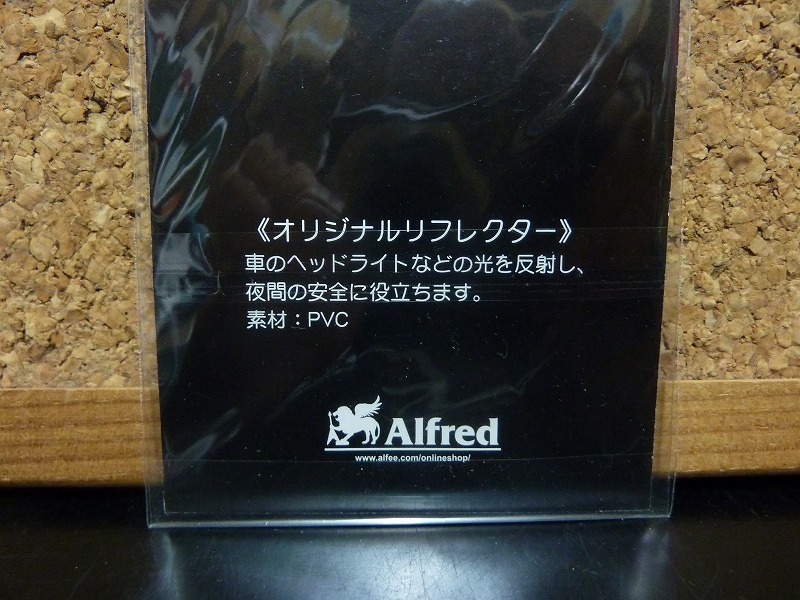 《オリジナルリフレクター》
車のヘッドライトなどの光を反射し、
夜間の安全に役立ちます。
素材：PVC
Alfred
www.alfee.com/onlineshop/